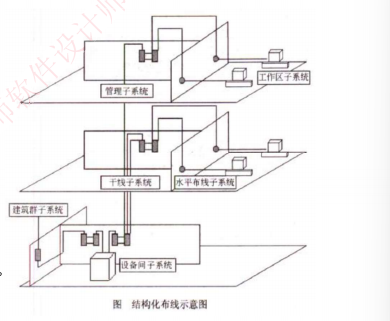 管理子系统
工作区子系统
干线子系统
水平布线子系统
建筑群子系统
设备间子系统
图 结构化布线示意图
软件设计师